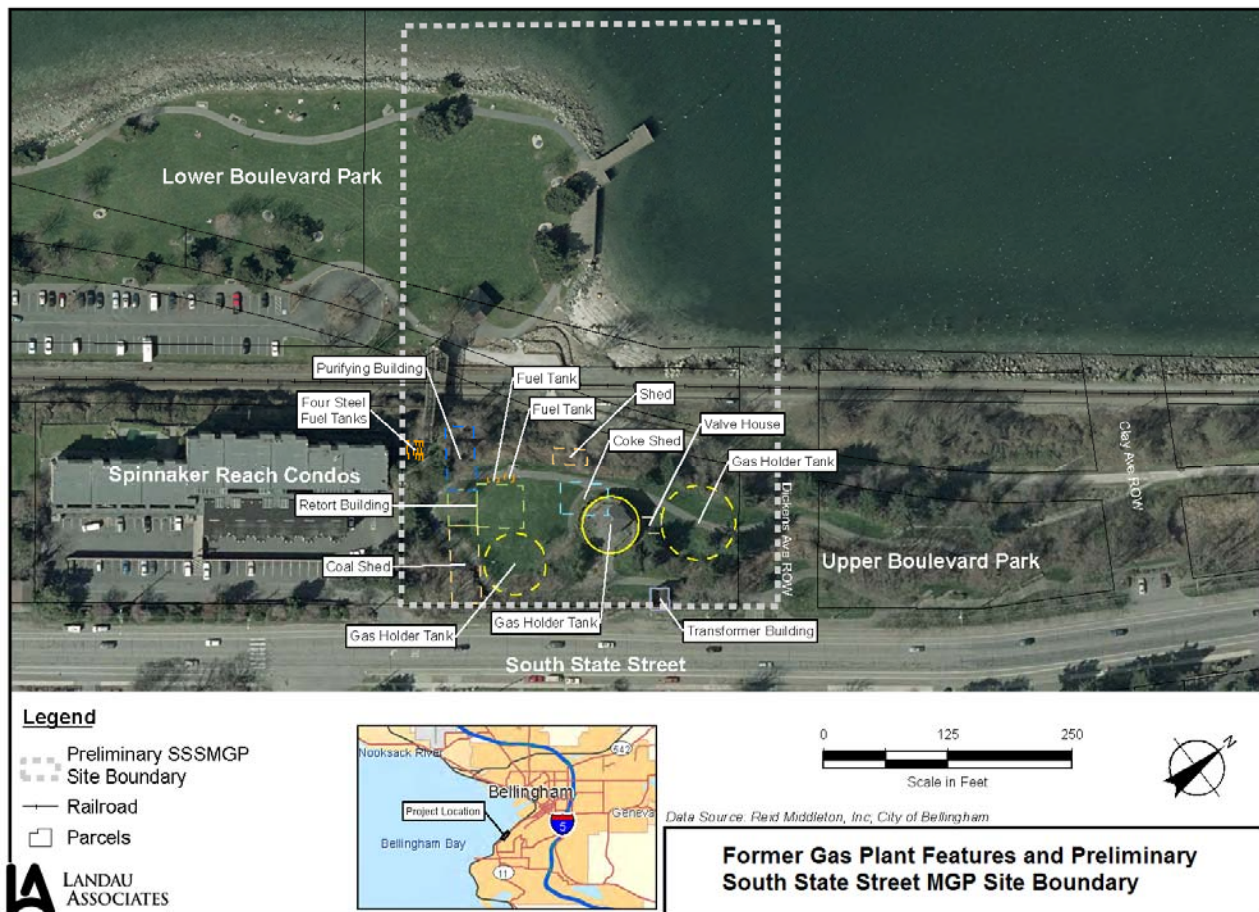 Lower Boulevard Park
Purifying Building
Fuel Tank
Four Steel
Fuel Tanks
Fuel Tank
Shed
Coke Shed
Valve House
Gas Holder Tank
Spinnaker Reach Condos
Retort Building
Dickens Ave ROW
Clay Ave ROW
Coal Shed
Upper Boulevard Park
Gas Holder Tank
Gas Holder Tank
Transformer Building
South State Street
Legend
Preliminary SSSMGP
Site Boundary
Railroad
Parcels
LA
LANDAU
ASSOCIATES
Nooksack River
542
Bellingham
Geneva
Project Location
5
Bellingham Bay
11
0 125 250
Scale in Feet
N
Data Source: Reid Middleton, Inc, City of Bellingham
Former Gas Plant Features and Preliminary
South State Street MGP Site Boundary